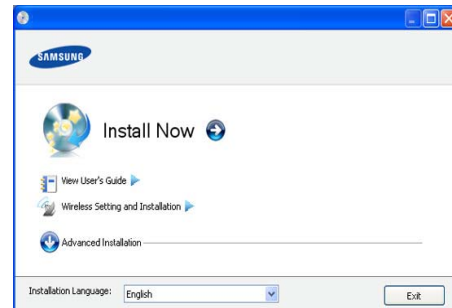 SAMSUNG
Install Now
View User's Guide
Wireless Setting and Installation
Advanced Installation
Installation Language: English Exit